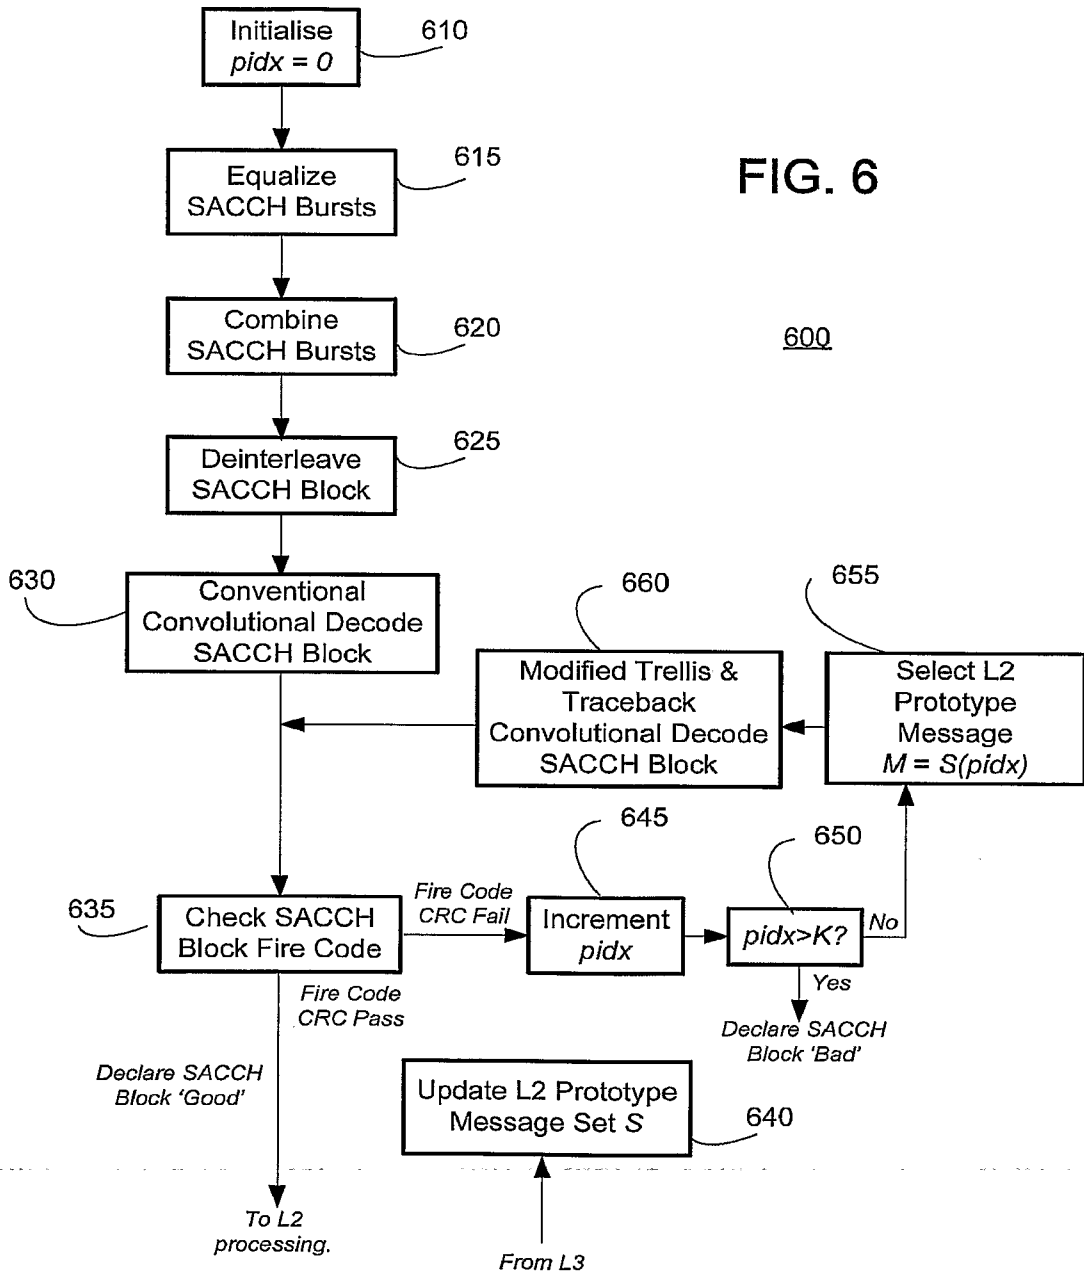 Initialise
pidx = 0
610
Equalize
SACCH Bursts
615
FIG. 6
Combine
SACCH Bursts
620
600
Deinterleave
SACCH Block
625
630
Conventional
Convolutional Decode
SACCH Block
660
655
Modified Trellis &
Traceback
Convolutional Decode
SACCH Block
Select L2
Prototype
Message
M = S(pidx)
645
650
635
Check SACCH
Block Fire Code
Fire Code
CRC Fail
Increment
pidx
pidx>K?
No
Yes
Fire Code
CRC Pass
Declare SACCH
Block 'Bad'
Declare SACCH
Block 'Good'
Update L2 Prototype
Message Set S
640
To L2
processing.
From L3